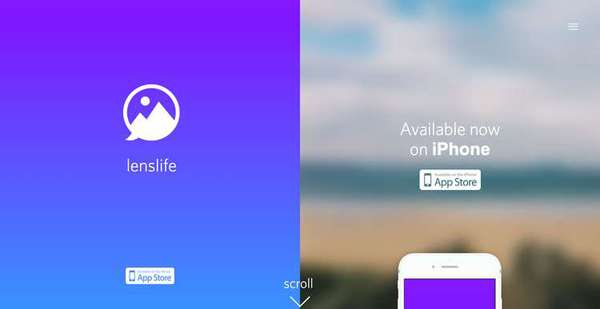 lenslife
Available on the iPhone
App Store
Available now
on iPhone
Available on the iPhone
App Store
scroll